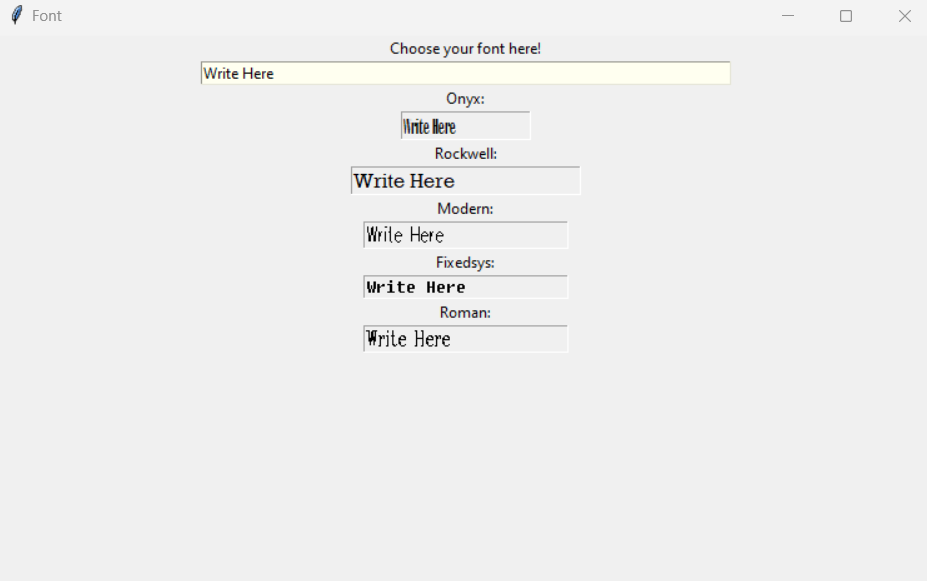 Font
Choose your font here!
Write Here
Onyx:
Write Here
Rockwell:
Write Here
Modern:
Write Here
Fixedsys:
Write Here
Roman:
Write Here